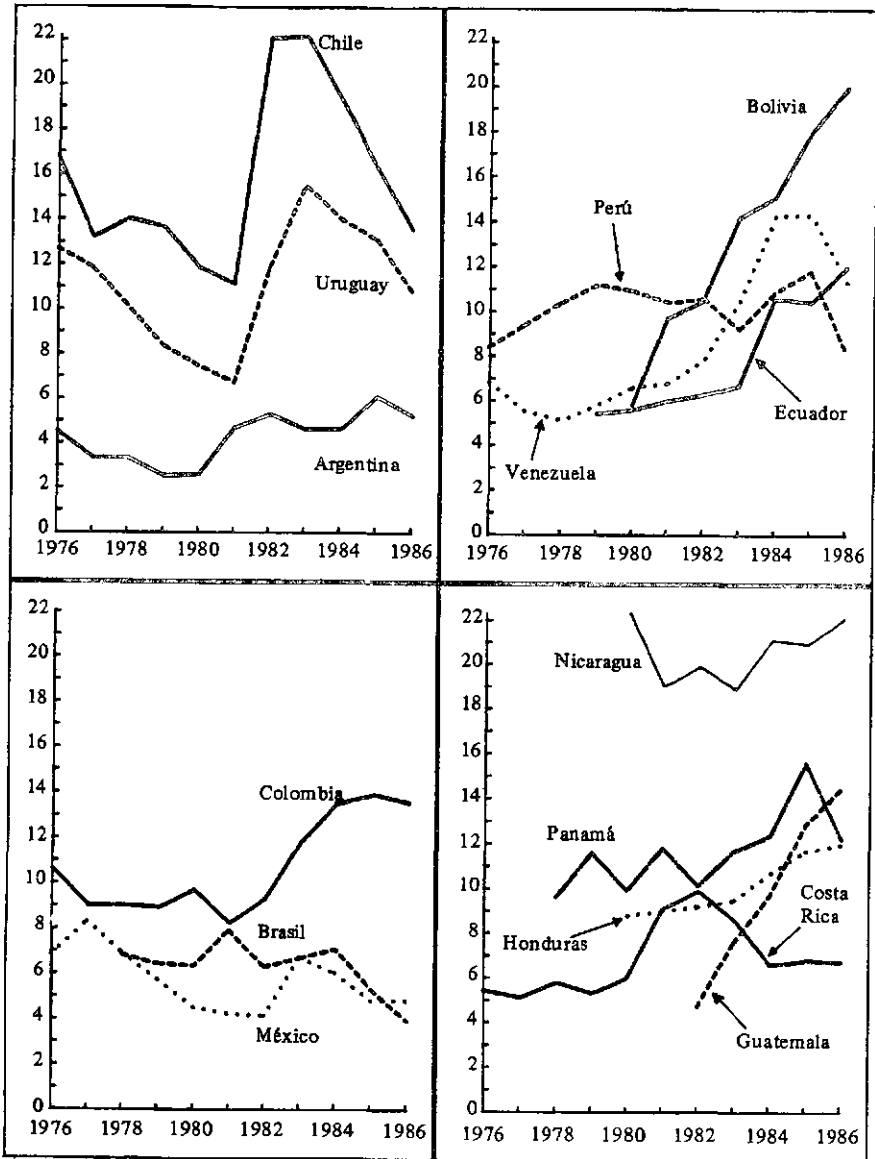 22
20
18
16
14
12
10
8
6
4
2
0
Chile
Uruguay
Argentina
1976 1978 1980 1982 1984 1986
22
20
18
16
14
12
10
8
6
4
2
0
Bolivia
Perú
Ecuador
Venezuela
1976 1978 1980 1982 1984 1986
22
20
18
16
14
12
10
8
6
4
2
0
Colombia
Brasil
México
1976 1978 1980 1982 1984 1986
22
20
18
16
14
12
10
8
6
4
2
0
Nicaragua
Panamá
Costa
Rica
Honduras
Guatemala
1976 1978 1980 1982 1984 1986